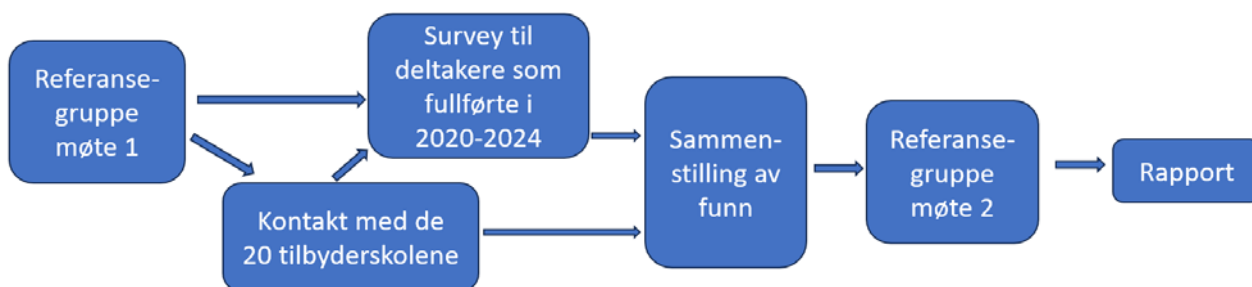 Referanse-
gruppe
møte 1
Survey til
deltakere som
fullførte i
2020-2024
Kontakt med de
20 tilbyderskolene
Sammen-
stilling av
funn
Referanse-
gruppe
møte 2
Rapport